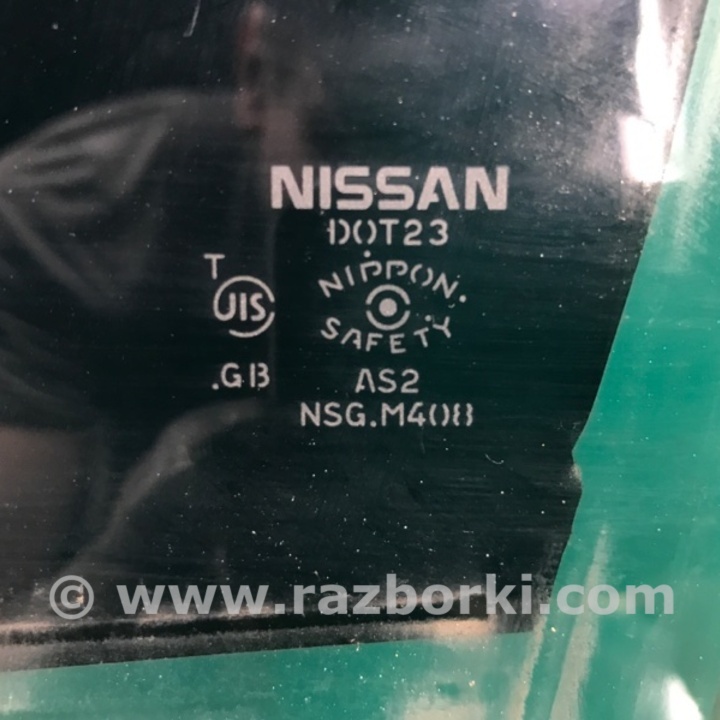 NISSAN
DOT23
T
JIS
NIPPON.
SAFETY
.GB AS2
NSG.M408
© www.razborki.com